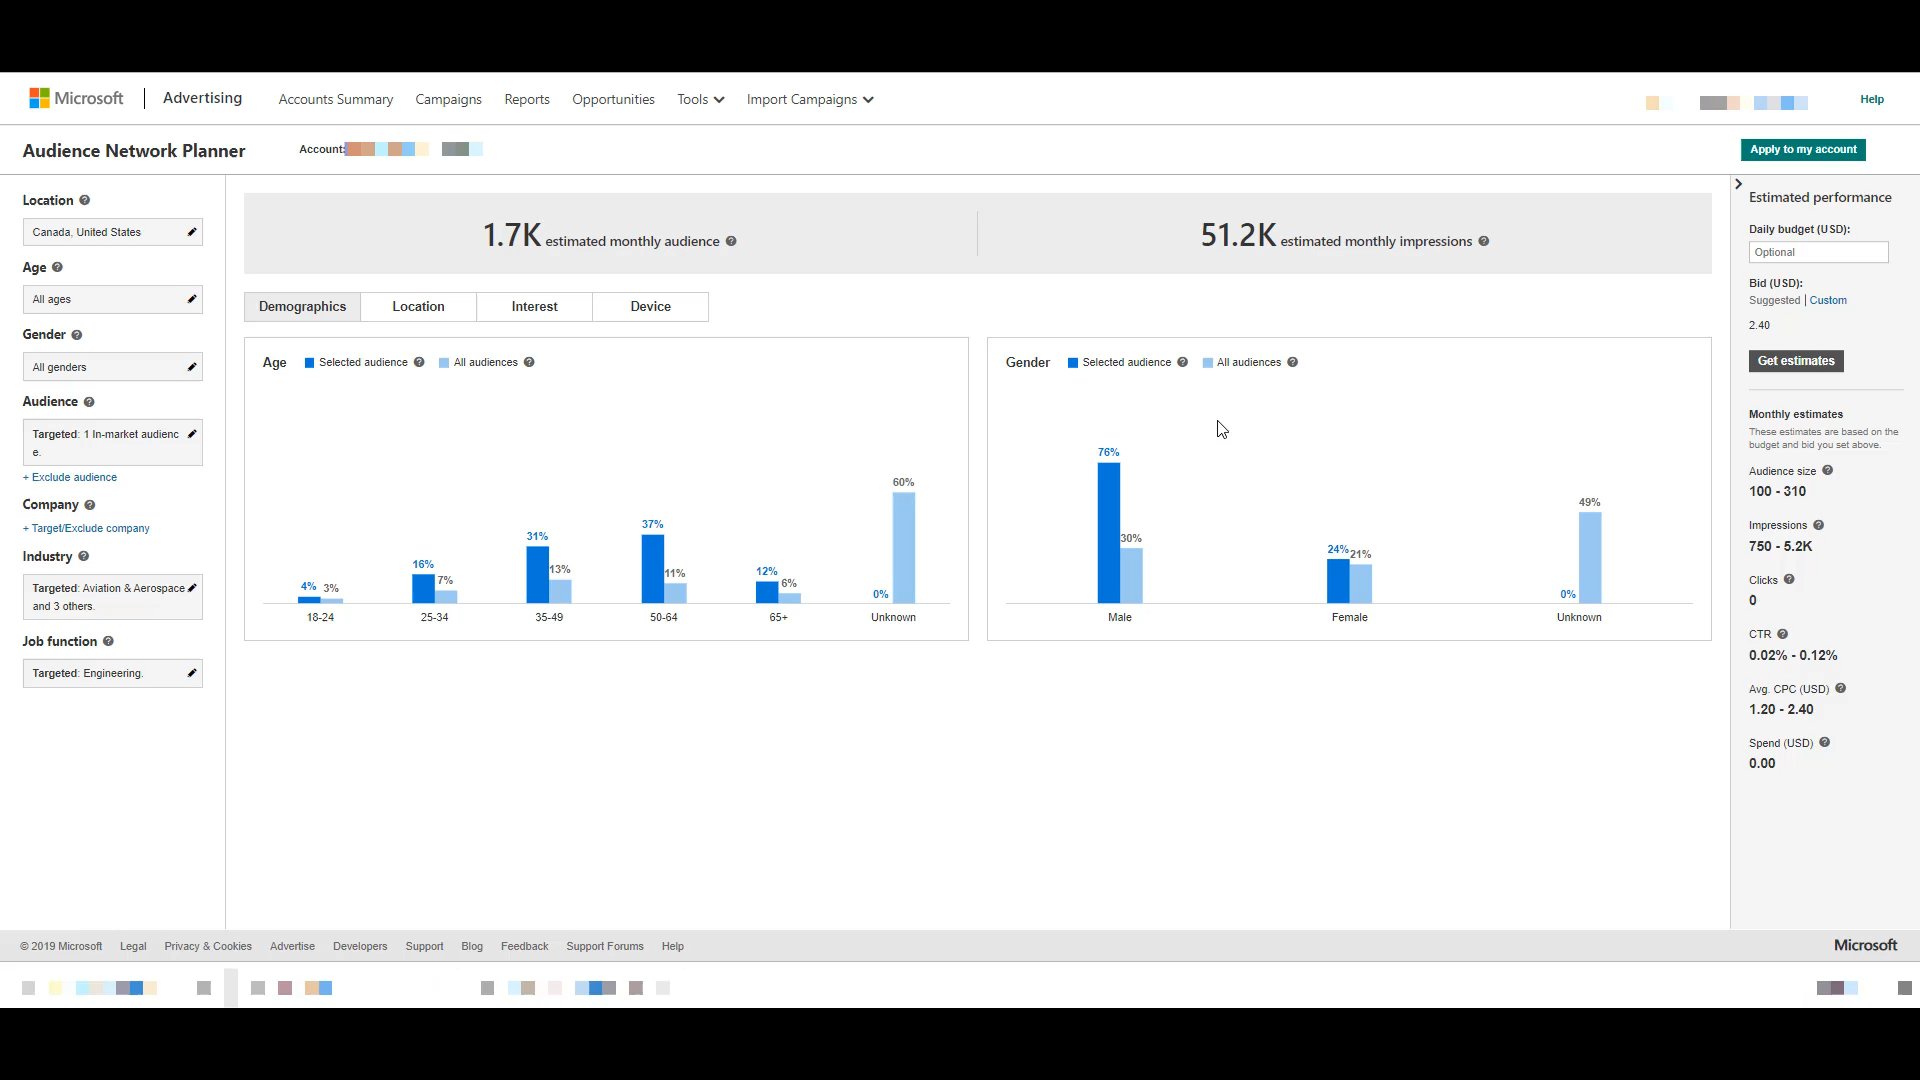 Microsoft | Advertising Accounts Summary Campaigns Reports Opportunities Tools Import Campaigns Help
Audience Network Planner Account: Apply to my account
Location
Canada, United States
Age
All ages
Gender
All genders
Audience
Targeted: 1 In-market audienc
e.
+ Exclude audience
Company
+ Target/Exclude company
Industry
Targeted: Aviation & Aerospace
and 3 others.
Job function
Targeted: Engineering.
1.7K estimated monthly audience 51.2K estimated monthly impressions
Demographics Location Interest Device
Age Selected audience All audiences
4% 3% 16% 7% 31% 13% 37% 11% 12% 6% 0% 60%
18-24 25-34 35-49 50-64 65+ Unknown
Gender Selected audience All audiences
76% 30% 24% 21% 0% 49%
Male Female Unknown
Estimated performance
Daily budget (USD):
Optional
Bid (USD):
Suggested | Custom
2.40
Get estimates
Monthly estimates
These estimates are based on the
budget and bid you set above.
Audience size
100 - 310
Impressions
750 - 5.2K
Clicks
0
CTR
0.02% - 0.12%
Avg. CPC (USD)
1.20 - 2.40
Spend (USD)
0.00
© 2019 Microsoft Legal Privacy & Cookies Advertise Developers Support Blog Feedback Support Forums Help Microsoft